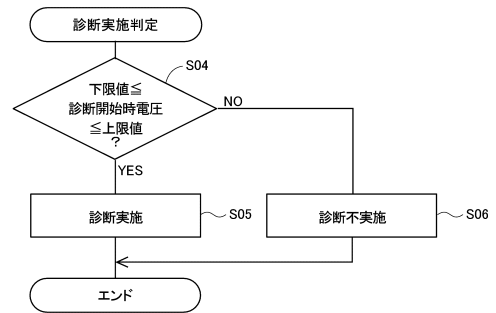 診断実施判定
S04
下限値≦
診断開始時電圧
≦上限値
?
NO
YES
診断実施
S05
診断不実施
S06
エンド